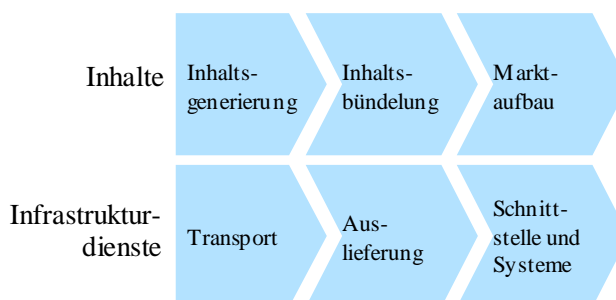 Inhalte
Inhalts-
generierung
Inhalts-
bündelung
Markt-
aufbau
Infrastruktur-
dienste
Transport
Aus-
lieferung
Schnitt-
stelle und
Systeme